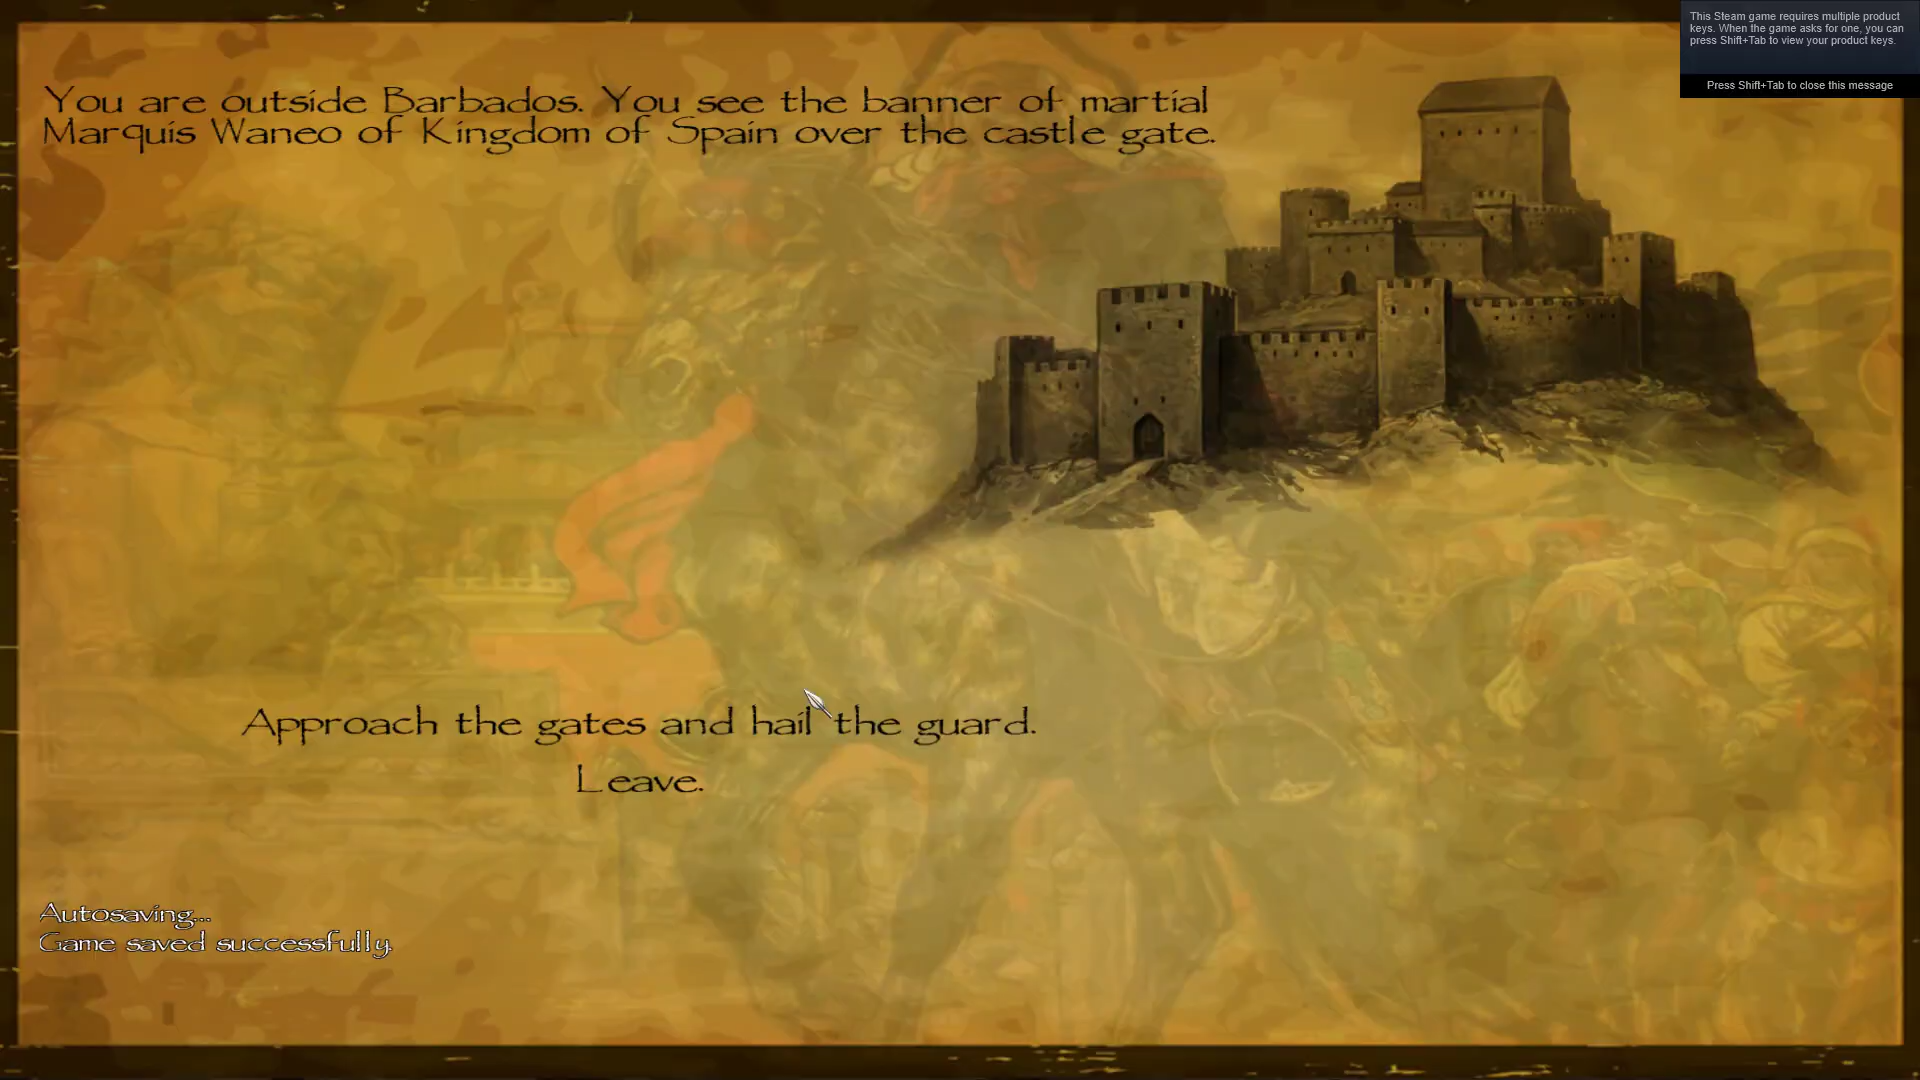 This Steam game requires multiple product
keys. When the game asks for one, you can
press Shift+Tab to view your product keys.
Press Shift+Tab to close this message
You are outside Barbados. You see the banner of martial
Marquis Waneo of Kingdom of Spain over the castle gate.
Approach the gates and hail the guard.
Leave.
Autosaving...
Game saved successfully.